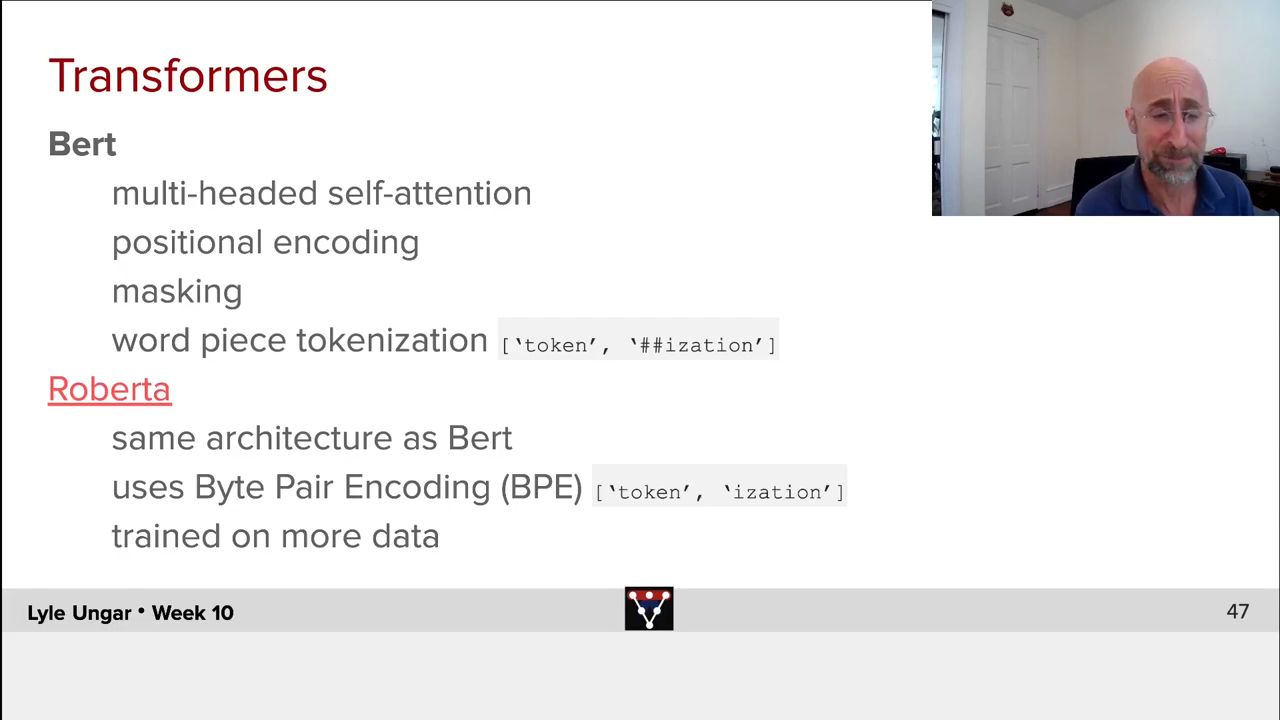 Transformers
Bert
multi-headed self-attention
positional encoding
masking
word piece tokenization [‘token’, ‘##ization’]
Roberta
same architecture as Bert
uses Byte Pair Encoding (BPE) [‘token’, ‘ization’]
trained on more data
Lyle Ungar • Week 10
47